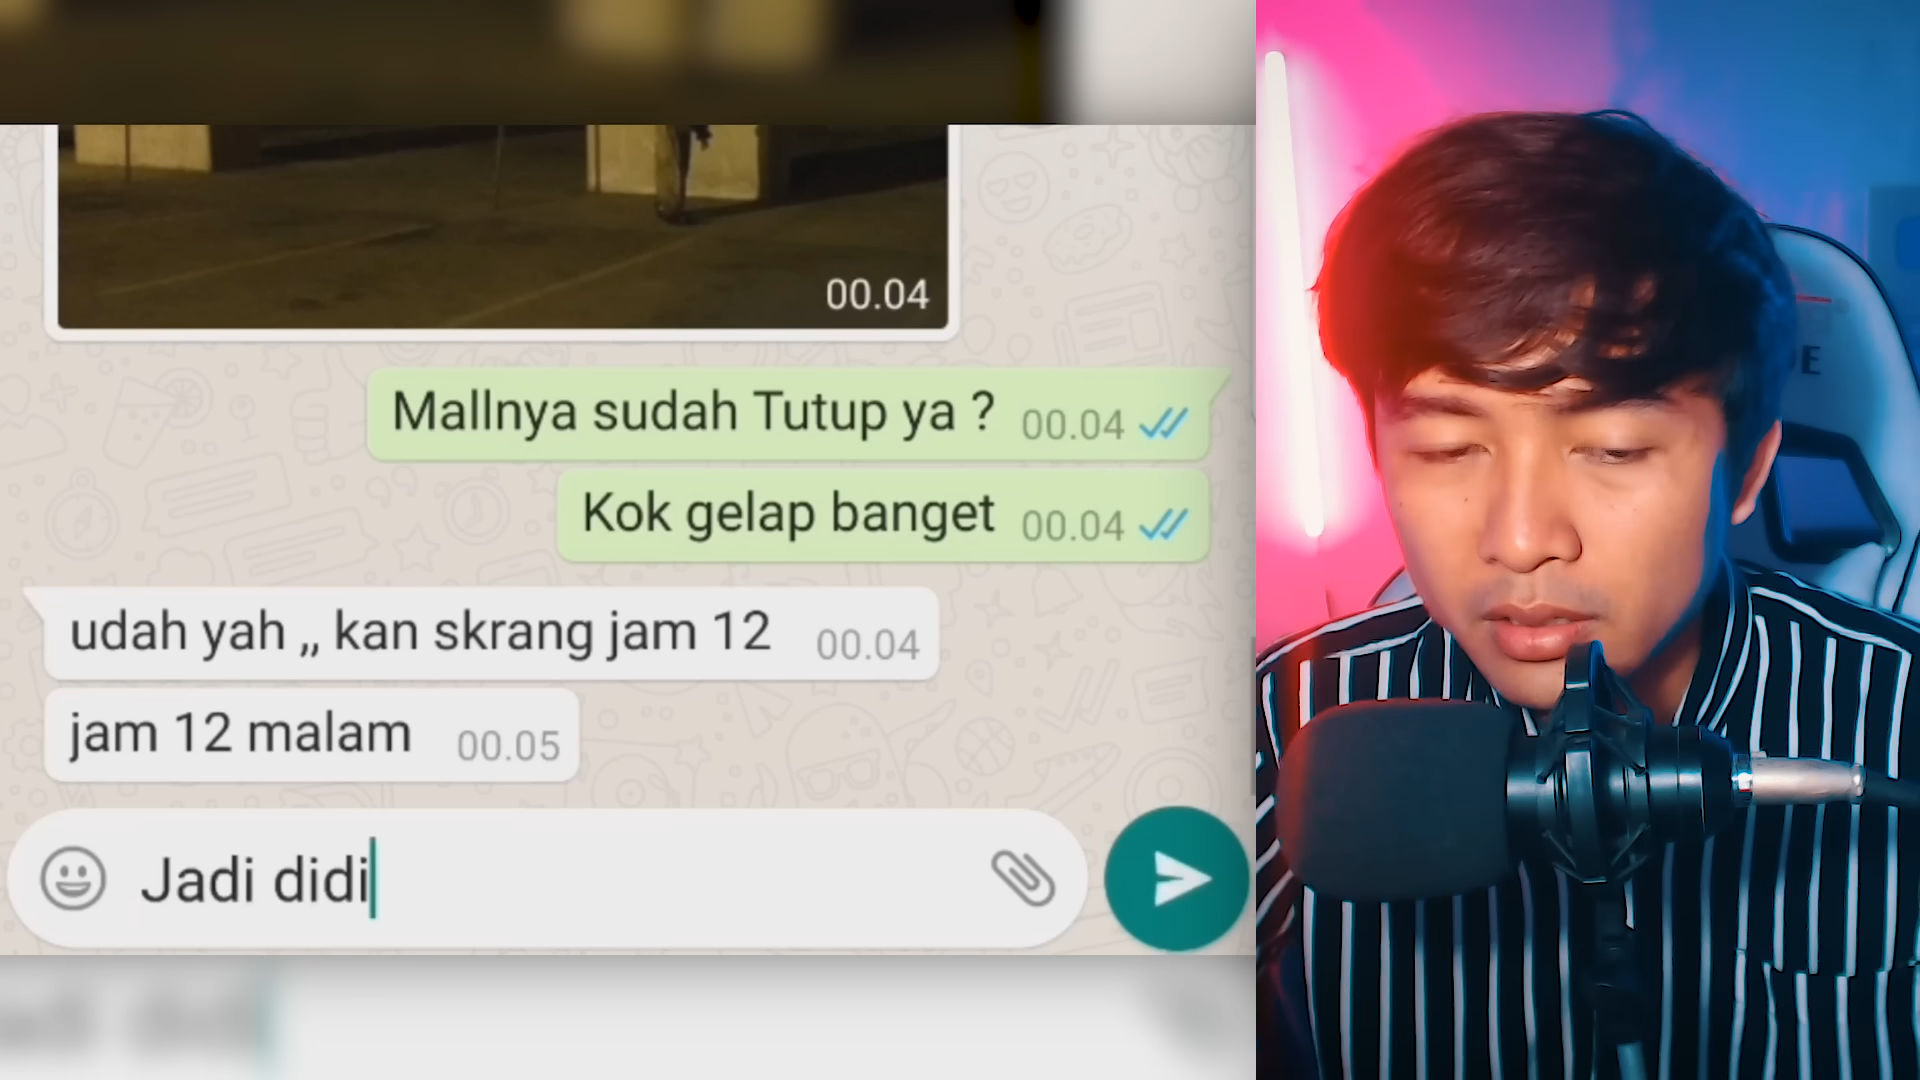 00.04
Mallnya sudah Tutup ya ? 00.04
Kok gelap banget 00.04
udah yah ,, kan skrang jam 12 00.04
jam 12 malam 00.05
Jadi didi